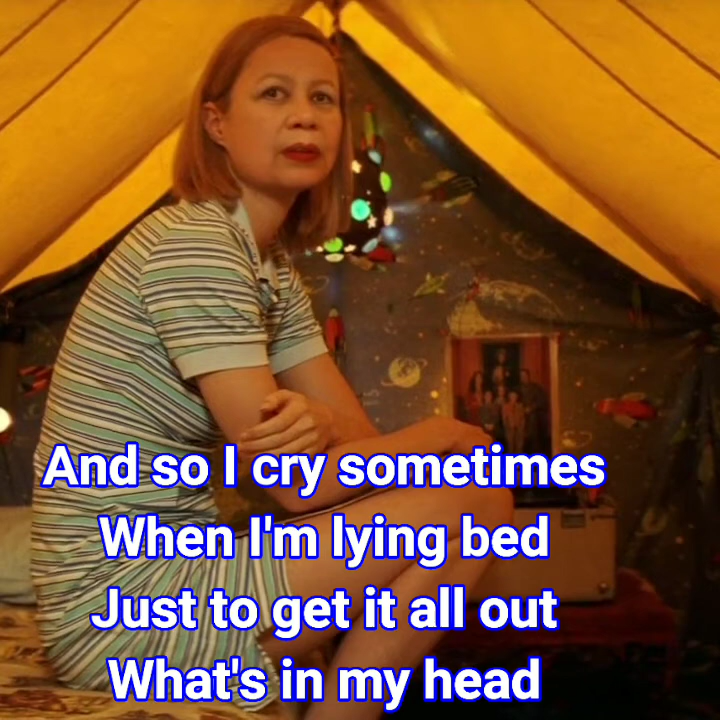 And so I cry sometimes
When I'm lying bed
Just to get it all out
What's in my head